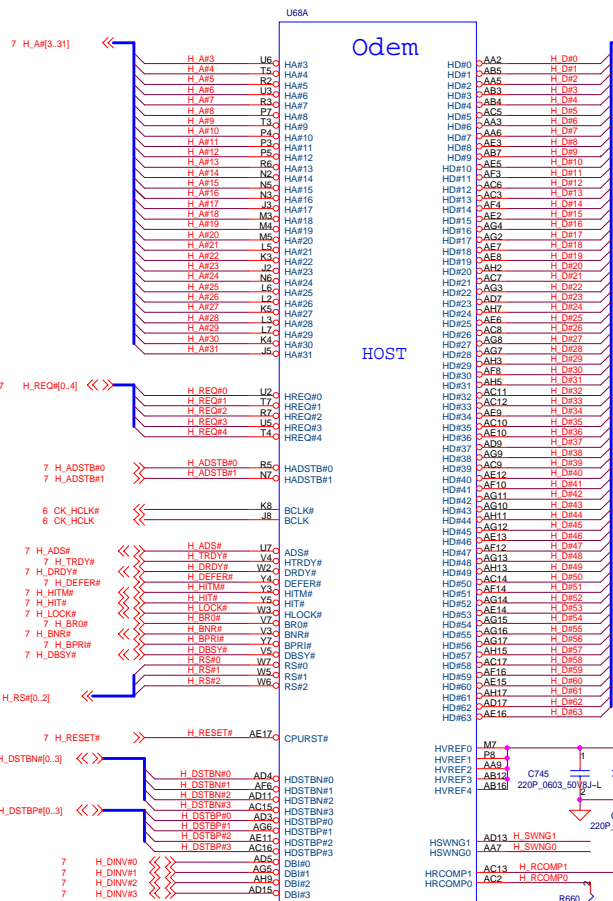 U68A
Odem
HOST
7 H_A#[3..31]
H_A#3 U6 HA#3
H_A#4 T5 HA#4
H_A#5 R2 HA#5
H_A#6 U3 HA#6
H_A#7 R3 HA#7
H_A#8 P7 HA#8
H_A#9 T3 HA#9
H_A#10 P4 HA#10
H_A#11 P3 HA#11
H_A#12 P5 HA#12
H_A#13 R6 HA#13
H_A#14 N2 HA#14
H_A#15 N5 HA#15
H_A#16 N3 HA#16
H_A#17 J3 HA#17
H_A#18 M3 HA#18
H_A#19 M4 HA#19
H_A#20 M5 HA#20
H_A#21 L5 HA#21
H_A#22 K3 HA#22
H_A#23 J2 HA#23
H_A#24 N6 HA#24
H_A#25 L6 HA#25
H_A#26 L2 HA#26
H_A#27 K5 HA#27
H_A#28 L3 HA#28
H_A#29 L7 HA#29
H_A#30 K4 HA#30
H_A#31 J5 HA#31
7 H_REQ#[0..4]
H_REQ#0 U2 HREQ#0
H_REQ#1 T7 HREQ#1
H_REQ#2 R7 HREQ#2
H_REQ#3 U5 HREQ#3
H_REQ#4 T4 HREQ#4
7 H_ADSTB#0 H_ADSTB#0 R5 HADSTB#0
7 H_ADSTB#1 H_ADSTB#1 N7 HADSTB#1
6 CK_HCLK# K8 BCLK#
6 CK_HCLK J8 BCLK
7 H_ADS# H_ADS# U7 ADS#
7 H_TRDY# H_TRDY# V4 HTRDY#
7 H_DRDY# H_DRDY# W2 DRDY#
7 H_DEFER# H_DEFER# Y4 DEFER#
7 H_HITM# H_HITM# Y3 HITM#
7 H_HIT# H_HIT# Y5 HIT#
7 H_LOCK# H_LOCK# W3 HLOCK#
7 H_BR0# H_BR0# V7 BR0#
7 H_BNR# H_BNR# V3 BNR#
7 H_BPRI# H_BPRI# Y7 BPRI#
7 H_DBSY# H_DBSY# V5 DBSY#
H_RS#0 W7 RS#0
H_RS#1 W5 RS#1
H_RS#2 W6 RS#2
H_RS#[0..2]
7 H_RESET# H_RESET# AE17 CPURST#
H_DSTBN#[0..3]
H_DSTBN#0 AD4 HDSTBN#0
H_DSTBN#1 AF6 HDSTBN#1
H_DSTBN#2 AD11 HDSTBN#2
H_DSTBN#3 AC15 HDSTBN#3
H_DSTBP#[0..3]
H_DSTBP#0 AD3 HDSTBP#0
H_DSTBP#1 AG6 HDSTBP#1
H_DSTBP#2 AE11 HDSTBP#2
H_DSTBP#3 AC16 HDSTBP#3
7 H_DINV#0 AD5 DBI#0
7 H_DINV#1 AG5 DBI#1
7 H_DINV#2 AH9 DBI#2
7 H_DINV#3 AD15 DBI#3
HD#0 AA2 H_D#0
HD#1 AB5 H_D#1
HD#2 AA5 H_D#2
HD#3 AB3 H_D#3
HD#4 AB4 H_D#4
HD#5 AC5 H_D#5
HD#6 AA3 H_D#6
HD#7 AA6 H_D#7
HD#8 AE3 H_D#8
HD#9 AB7 H_D#9
HD#10 AE5 H_D#10
HD#11 AF3 H_D#11
HD#12 AC6 H_D#12
HD#13 AC3 H_D#13
HD#14 AF4 H_D#14
HD#15 AE2 H_D#15
HD#16 AG4 H_D#16
HD#17 AG2 H_D#17
HD#18 AE7 H_D#18
HD#19 AE8 H_D#19
HD#20 AH2 H_D#20
HD#21 AC7 H_D#21
HD#22 AG3 H_D#22
HD#23 AD7 H_D#23
HD#24 AH7 H_D#24
HD#25 AE6 H_D#25
HD#26 AC8 H_D#26
HD#27 AG8 H_D#27
HD#28 AG7 H_D#28
HD#29 AH3 H_D#29
HD#30 AF8 H_D#30
HD#31 AH5 H_D#31
HD#32 AC11 H_D#32
HD#33 AC12 H_D#33
HD#34 AE9 H_D#34
HD#35 AC10 H_D#35
HD#36 AE10 H_D#36
HD#37 AD9 H_D#37
HD#38 AG9 H_D#38
HD#39 AC9 H_D#39
HD#40 AE12 H_D#40
HD#41 AF10 H_D#41
HD#42 AG11 H_D#42
HD#43 AG10 H_D#43
HD#44 AH11 H_D#44
HD#45 AG12 H_D#45
HD#46 AE13 H_D#46
HD#47 AF12 H_D#47
HD#48 AG13 H_D#48
HD#49 AH13 H_D#49
HD#50 AC14 H_D#50
HD#51 AF14 H_D#51
HD#52 AG14 H_D#52
HD#53 AE14 H_D#53
HD#54 AG15 H_D#54
HD#55 AG16 H_D#55
HD#56 AG17 H_D#56
HD#57 AH15 H_D#57
HD#58 AC17 H_D#58
HD#59 AF16 H_D#59
HD#60 AE15 H_D#60
HD#61 AH17 H_D#61
HD#62 AD17 H_D#62
HD#63 AE16 H_D#63
HVREF0 M7
HVREF1 P8
HVREF2 AA9
HVREF3 AB12
HVREF4 AB16
1
C745
220P_0603_50V8J~L
2
C
220P_
HSWNG1 AD13 H_SWNG1
HSWNG0 AA7 H_SWNG0
HRCOMP1 AC13 H_RCOMP1
HRCOMP0 AC2 H_RCOMP0
2
R660